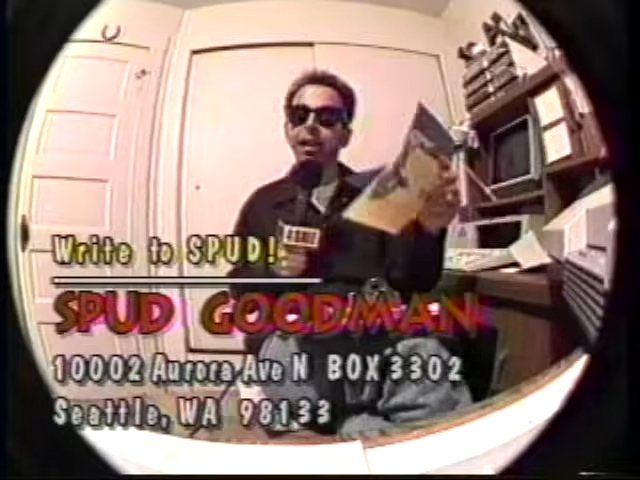 Write to SPUD!
SPUD GOODMAN
10002 Aurora Ave N BOX 3302
Seattle, WA 98133